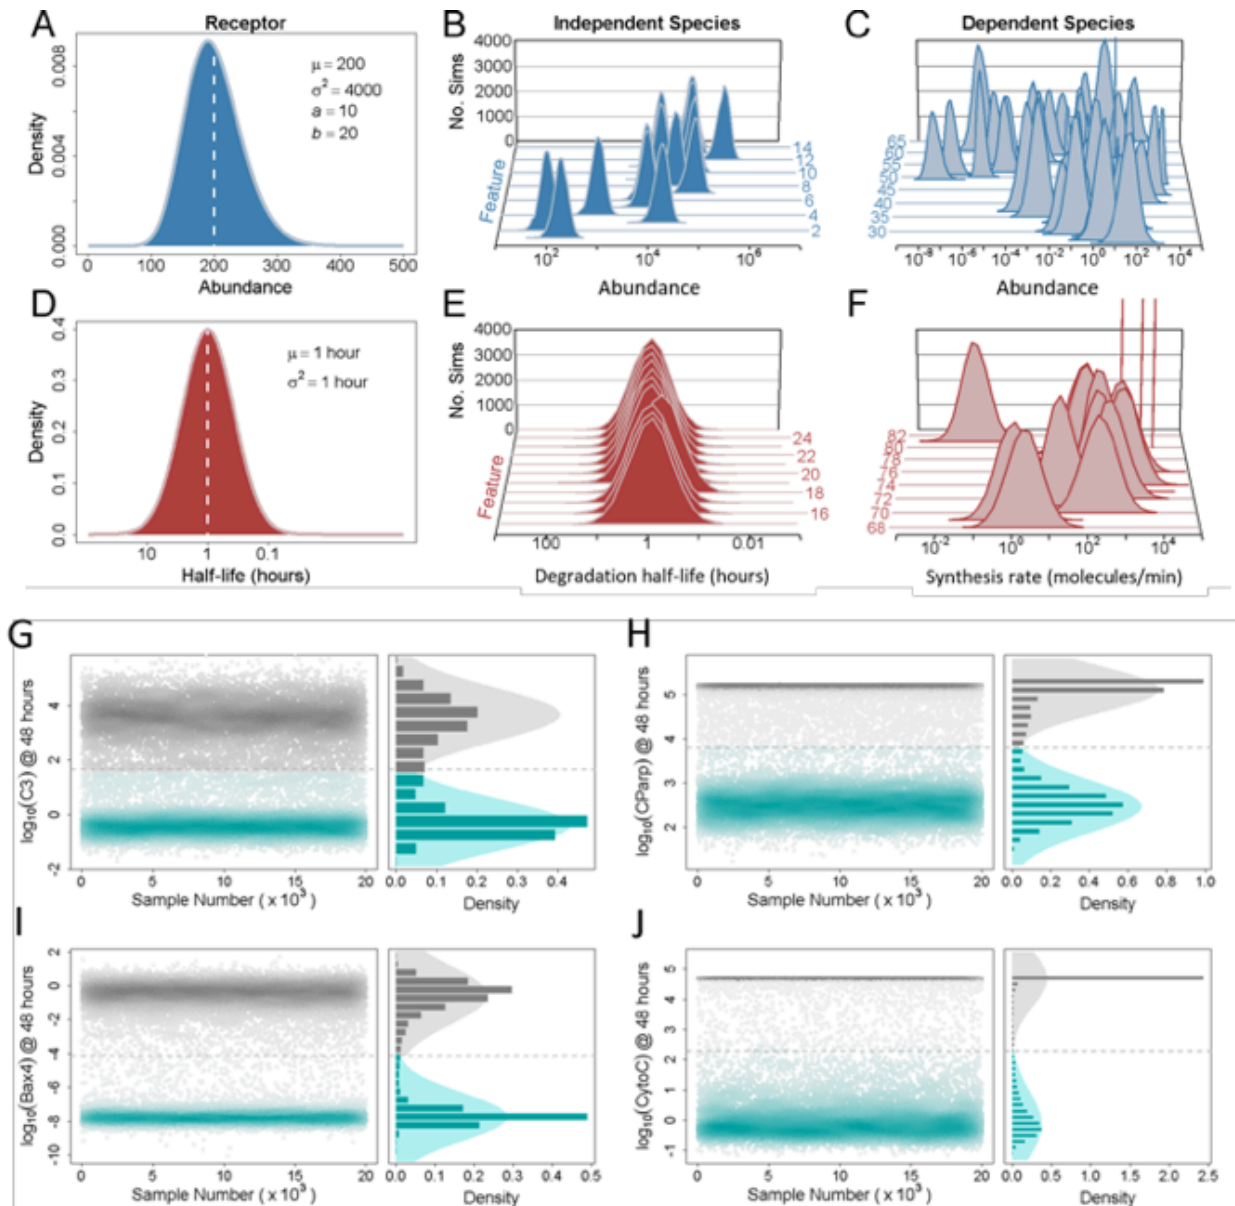 A
Receptor
Density
0.000 0.004 0.008
μ = 200
σ² = 4000
a = 10
b = 20
0 100 200 300 400 500
Abundance
B
Independent Species
No. Sims
4000
3000
2000
1000
0
Feature
14
12
10
8
6
4
2
10² 10⁴ 10⁶
Abundance
C
Dependent Species
65
60
55
50
45
40
35
30
10⁻⁸ 10⁻⁶ 10⁻⁴ 10⁻² 10⁰ 10² 10⁴
Abundance
D
Density
0.0 0.1 0.2 0.3 0.4
μ = 1 hour
σ² = 1 hour
10 1 0.1
Half-life (hours)
E
No. Sims
4000
3000
2000
1000
0
Feature
24
22
20
18
16
100 1 0.01
Degradation half-life (hours)
F
82
80
78
76
74
72
70
68
10⁻² 10⁰ 10² 10⁴
Synthesis rate (molecules/min)
G
log₁₀(C3) @ 48 hours
-2 0 2 4
0 5 10 15 20
Sample Number ( x 10³ )
0.0 0.1 0.2 0.3 0.4
Density
H
log₁₀(CParp) @ 48 hours
2 3 4 5
0 5 10 15 20
Sample Number ( x 10³ )
0.0 0.2 0.4 0.6 0.8 1.0
Density
I
log₁₀(Bax4) @ 48 hours
-10 -8 -6 -4 -2 0 2
0 5 10 15 20
Sample Number ( x 10³ )
0.0 0.1 0.2 0.3 0.4 0.5
Density
J
log₁₀(CytoC) @ 48 hours
-1 0 1 2 3 4 5
0 5 10 15 20
Sample Number ( x 10³ )
0.0 0.5 1.0 1.5 2.0 2.5
Density